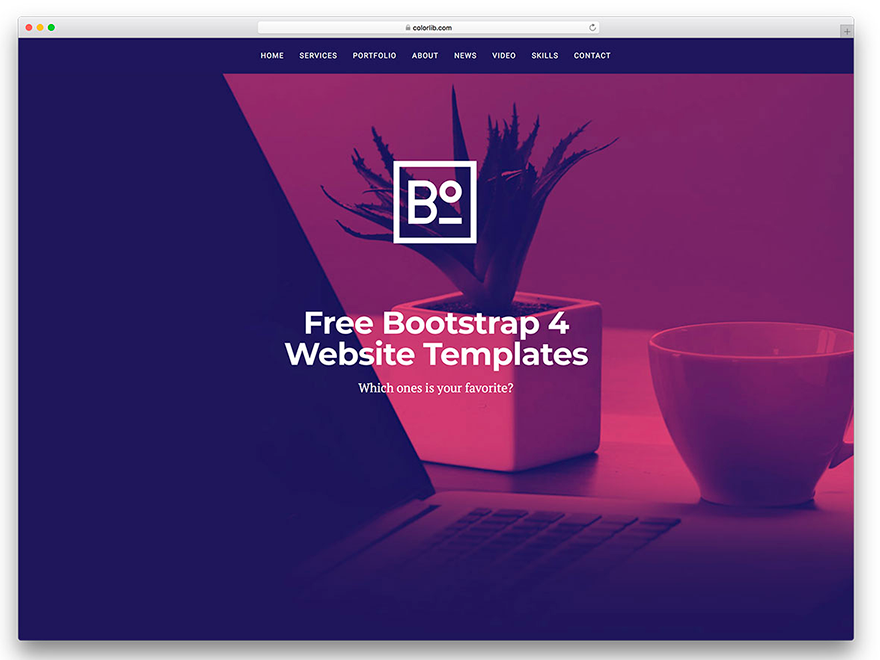 colorlib.com
HOME SERVICES PORTFOLIO ABOUT NEWS VIDEO SKILLS CONTACT
Bo
Free Bootstrap 4
Website Templates
Which ones is your favorite?